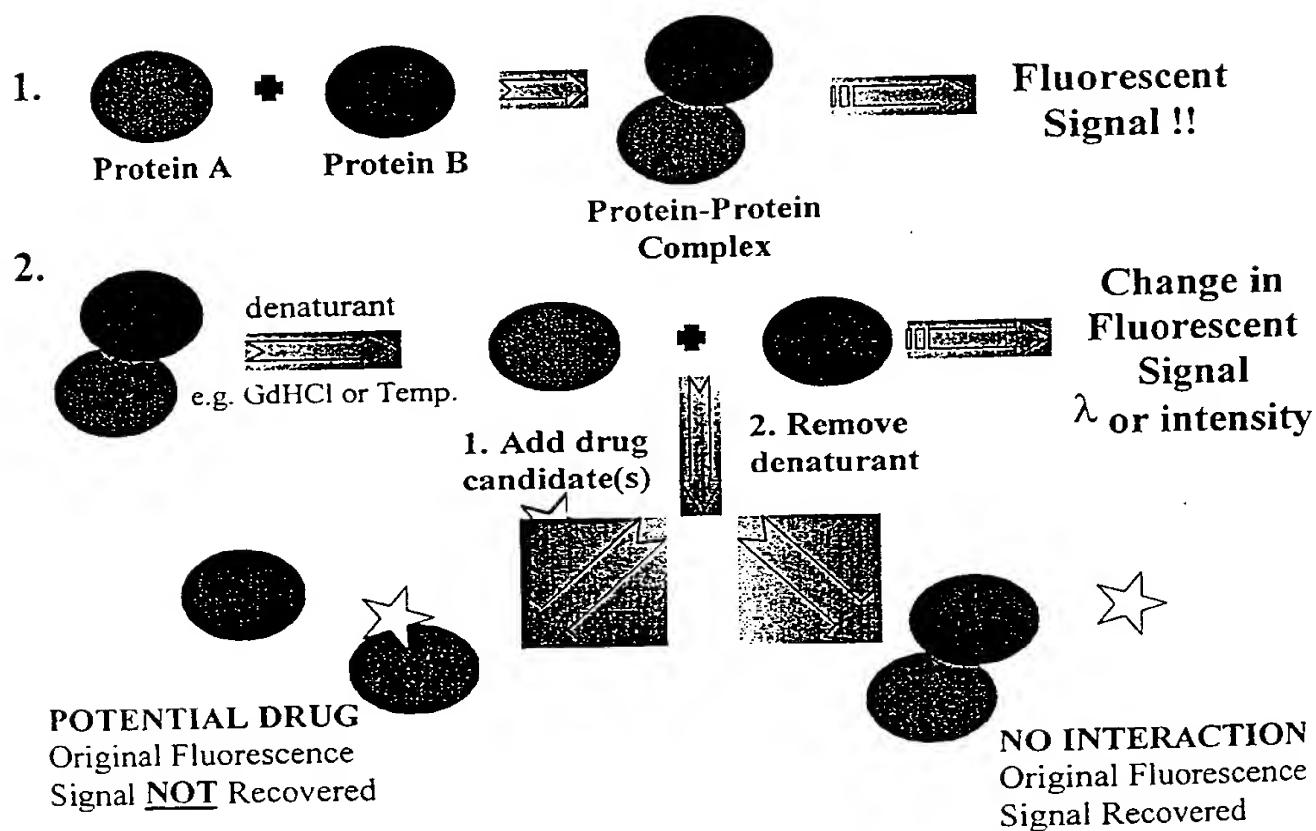 1.
Protein A
Protein B
Protein-Protein
Complex
Fluorescent
Signal !!
2.
denaturant
e.g. GdHCl or Temp.
Change in
Fluorescent
Signal
λ or intensity
1. Add drug
candidate(s)
2. Remove
denaturant
POTENTIAL DRUG
Original Fluorescence
Signal NOT Recovered
NO INTERACTION
Original Fluorescence
Signal Recovered